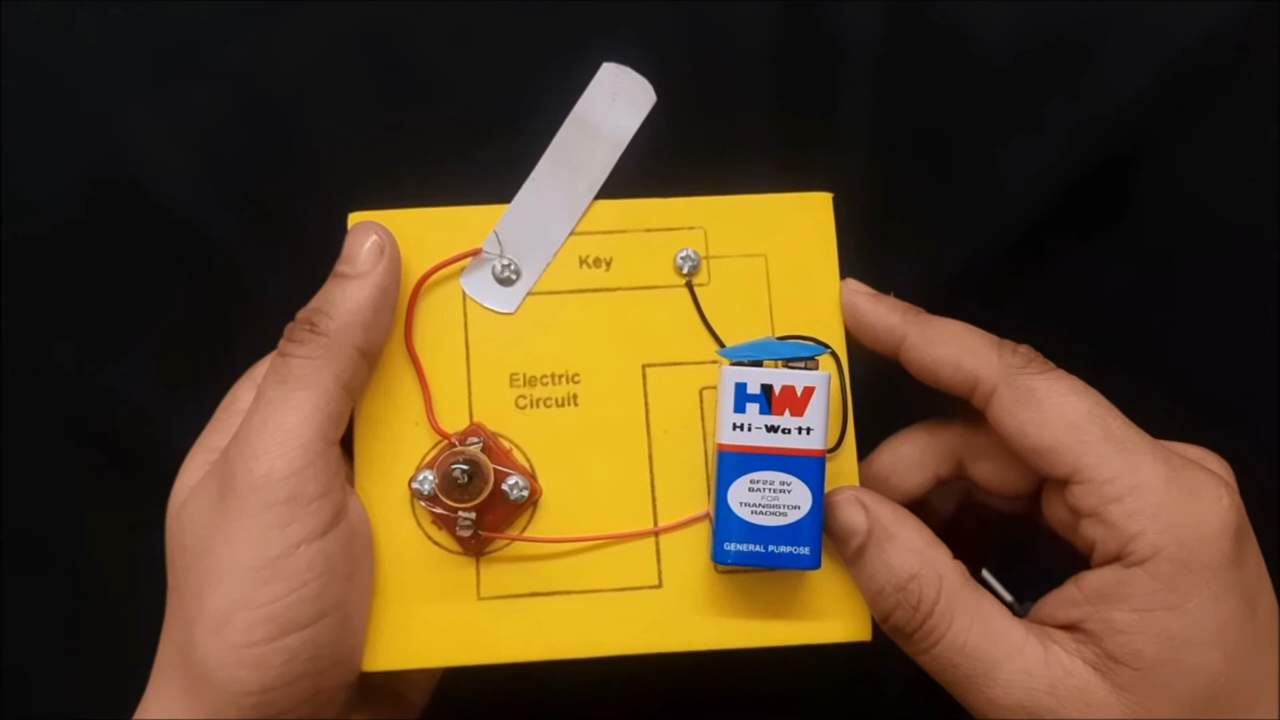 Key
Electric
Circuit
HW
Hi-Watt
6F22 9V
BATTERY
FOR
TRANSISTOR
RADIOS
GENERAL PURPOSE